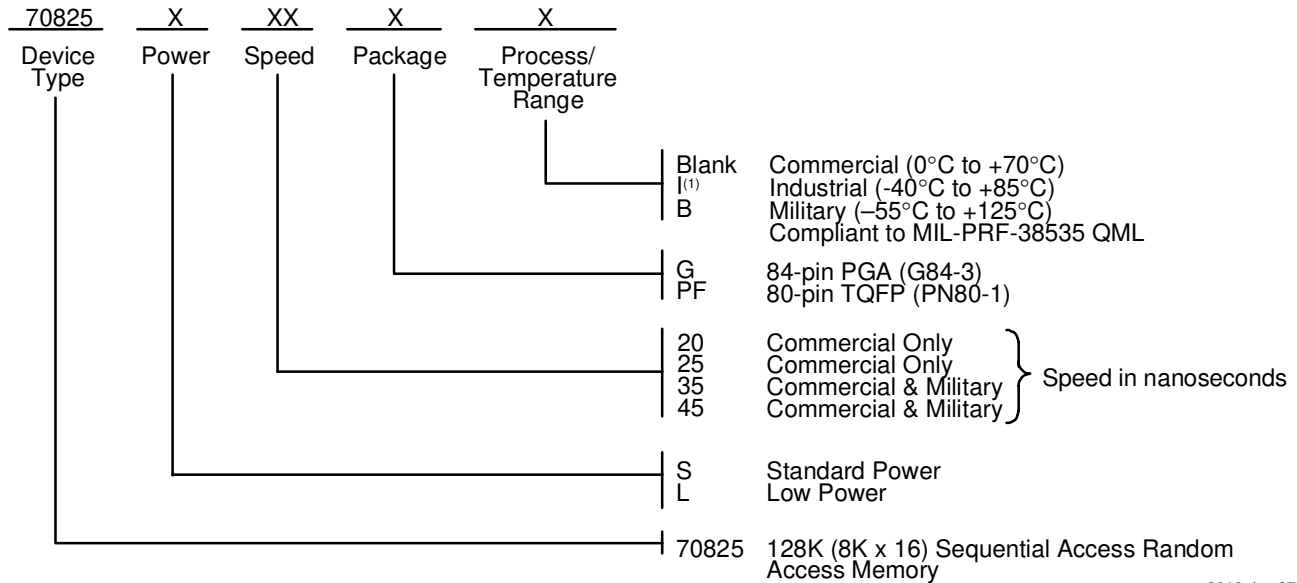 70825 X XX X X
Device Type Power Speed Package Process/ Temperature Range
Blank Commercial (0°C to +70°C)
I(1) Industrial (-40°C to +85°C)
B Military (–55°C to +125°C)
Compliant to MIL-PRF-38535 QML
G 84-pin PGA (G84-3)
PF 80-pin TQFP (PN80-1)
20 Commercial Only
25 Commercial Only
35 Commercial & Military
45 Commercial & Military
Speed in nanoseconds
S Standard Power
L Low Power
70825 128K (8K x 16) Sequential Access Random
Access Memory